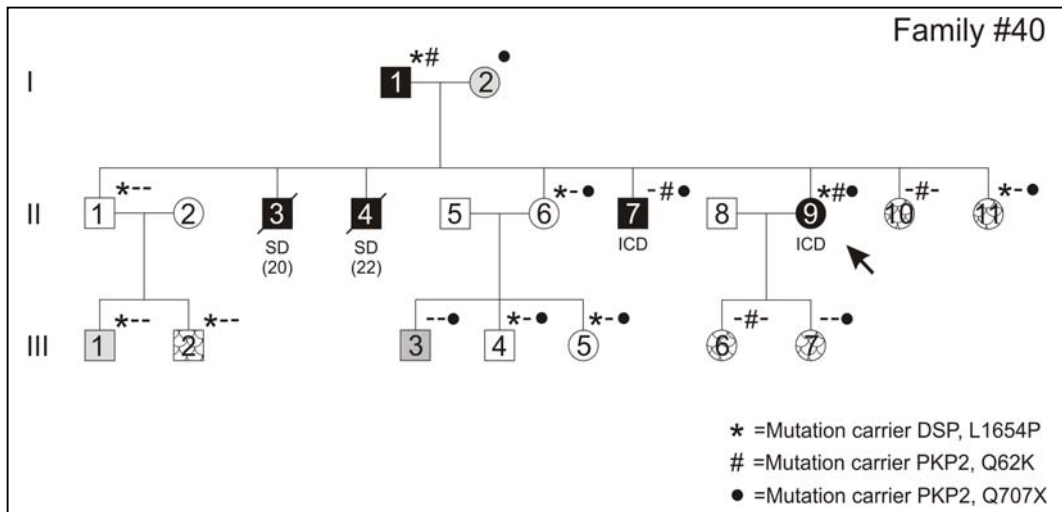 Family #40
*# ●
I 1 2
*-- *-● -#● *#● -#- *-●
II 1 2 3 4 5 6 7 8 9 10 11
SD SD ICD ICD
(20) (22)
*-- *-- --● *-● *-● -#- --●
III 1 2 3 4 5 6 7
* =Mutation carrier DSP, L1654P
# =Mutation carrier PKP2, Q62K
● =Mutation carrier PKP2, Q707X